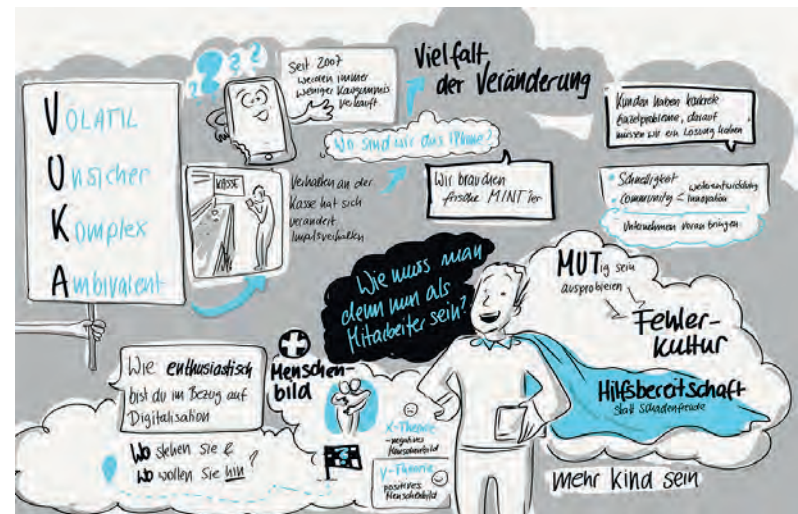 VOLATIL
Unsicher
Komplex
Ambivalent
???
Seit 2007
werden immer
weniger Kaugummis
verkauft.
Vielfalt
der Veränderung
Wo sind wir das iPhone?
KASSE
Verhalten an der
Kasse hat sich
verändert
Impulsverhalten
Wir brauchen
frische MINTler
Kunden haben konkrete
Einzelprobleme, darauf
müssen wir ein Lösung haben
Schnelligkeit
Community < weiterentwicklung
Innovation
Unternehmen voran bringen
Wie muss man
denn nun als
Mitarbeiter sein?
MUTig sein
ausprobieren
Fehler-
kultur
Hilfsbereitschaft
statt Schadenfreude
mehr kind sein
Wie enthusiastisch
bist du im Bezug auf
Digitalisation
Wo stehen Sie &
Wo wollen Sie hin?
Menschen-
bild
X-Theorie
-negatives
Menschenbild
Y-Theorie
positives
Menschenbild